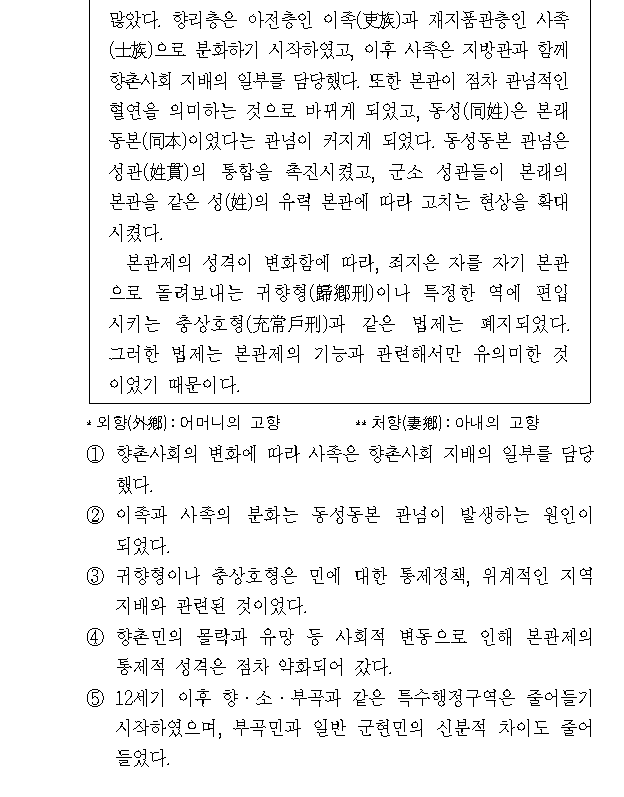 많았다. 향리층은 아전층인 이족(吏族)과 재지품관층인 사족
(士族)으로 분화하기 시작하였고, 이후 사족은 지방관과 함께
향촌사회 지배의 일부를 담당했다. 또한 본관이 점차 관념적인
혈연을 의미하는 것으로 바뀌게 되었고, 동성(同姓)은 본래
동본(同本)이었다는 관념이 커지게 되었다. 동성동본 관념은
성관(姓貫)의 통합을 촉진시켰고, 군소 성관들이 본래의
본관을 같은 성(姓)의 유력 본관에 따라 고치는 현상을 확대
시켰다.
본관제의 성격이 변화함에 따라, 죄지은 자를 자기 본관
으로 돌려보내는 귀향형(歸鄕刑)이나 특정한 역에 편입
시키는 충상호형(充常戶刑)과 같은 법제는 폐지되었다.
그러한 법제는 본관제의 기능과 관련해서만 유의미한 것
이었기 때문이다.
* 외향(外鄕) : 어머니의 고향 ** 처향(妻鄕) : 아내의 고향
① 향촌사회의 변화에 따라 사족은 향촌사회 지배의 일부를 담당
했다.
② 이족과 사족의 분화는 동성동본 관념이 발생하는 원인이
되었다.
③ 귀향형이나 충상호형은 민에 대한 통제정책, 위계적인 지역
지배와 관련된 것이었다.
④ 향촌민의 몰락과 유망 등 사회적 변동으로 인해 본관제의
통제적 성격은 점차 약화되어 갔다.
⑤ 12세기 이후 향·소·부곡과 같은 특수행정구역은 줄어들기
시작하였으며, 부곡민과 일반 군현민의 신분적 차이도 줄어
들었다.